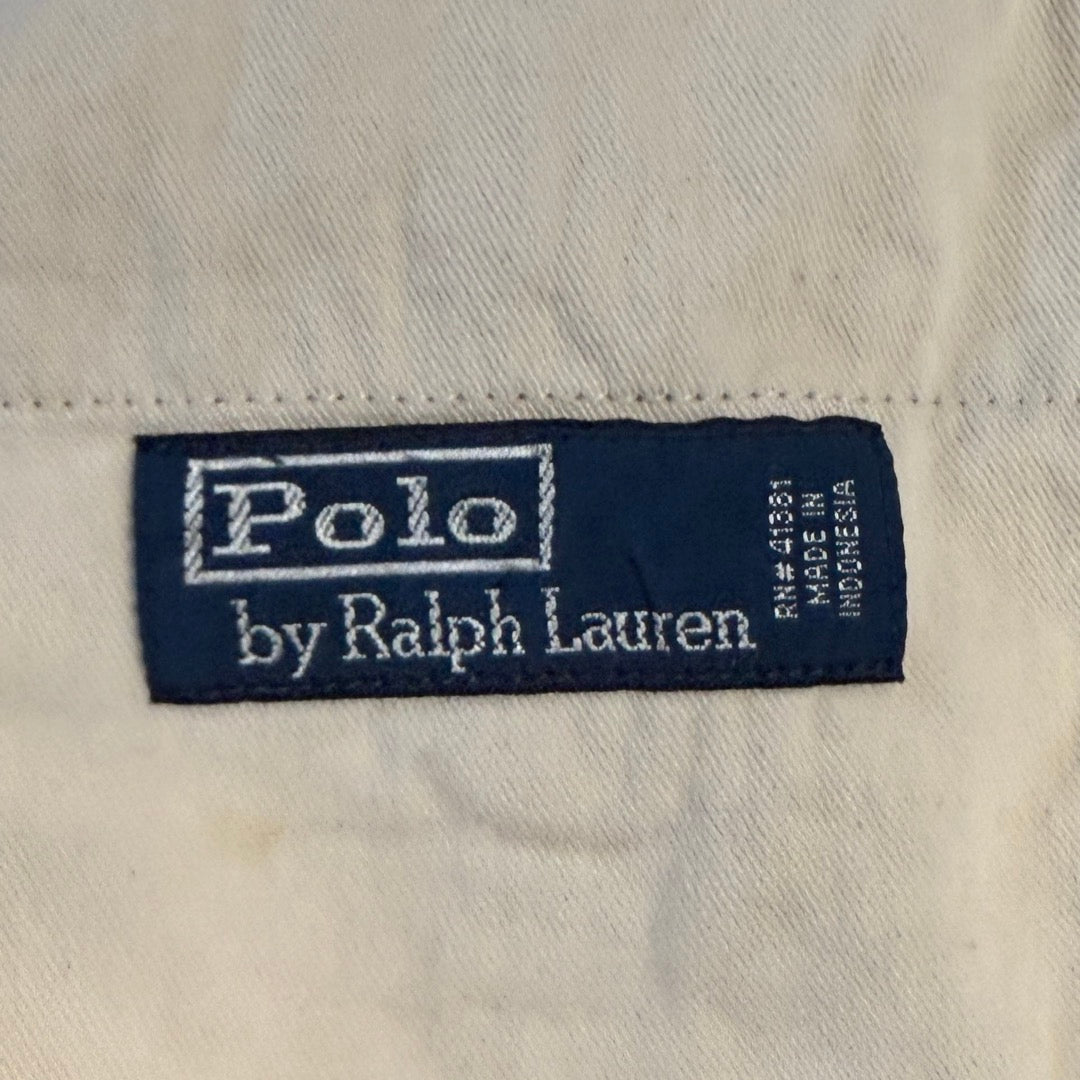 Polo
by Ralph Lauren
RN# 41381
MADE IN
INDONESIA